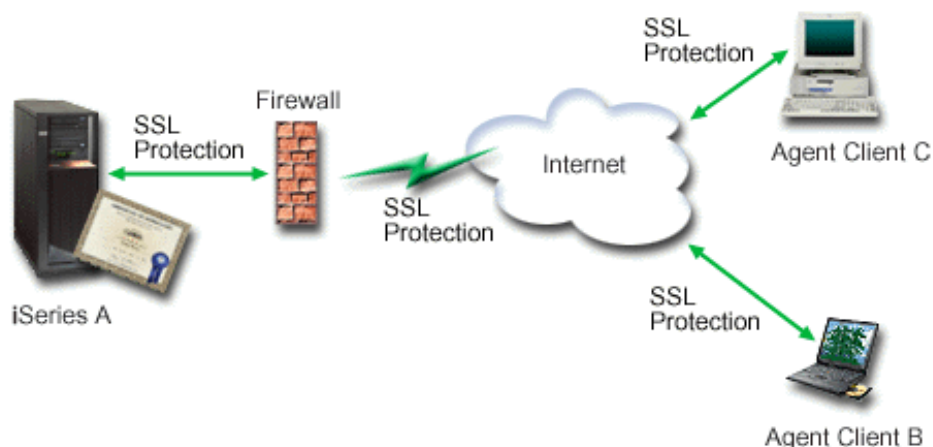 SSL
Protection
Agent Client C
Firewall
SSL
Protection
Internet
SSL
Protection
iSeries A
SSL
Protection
Agent Client B